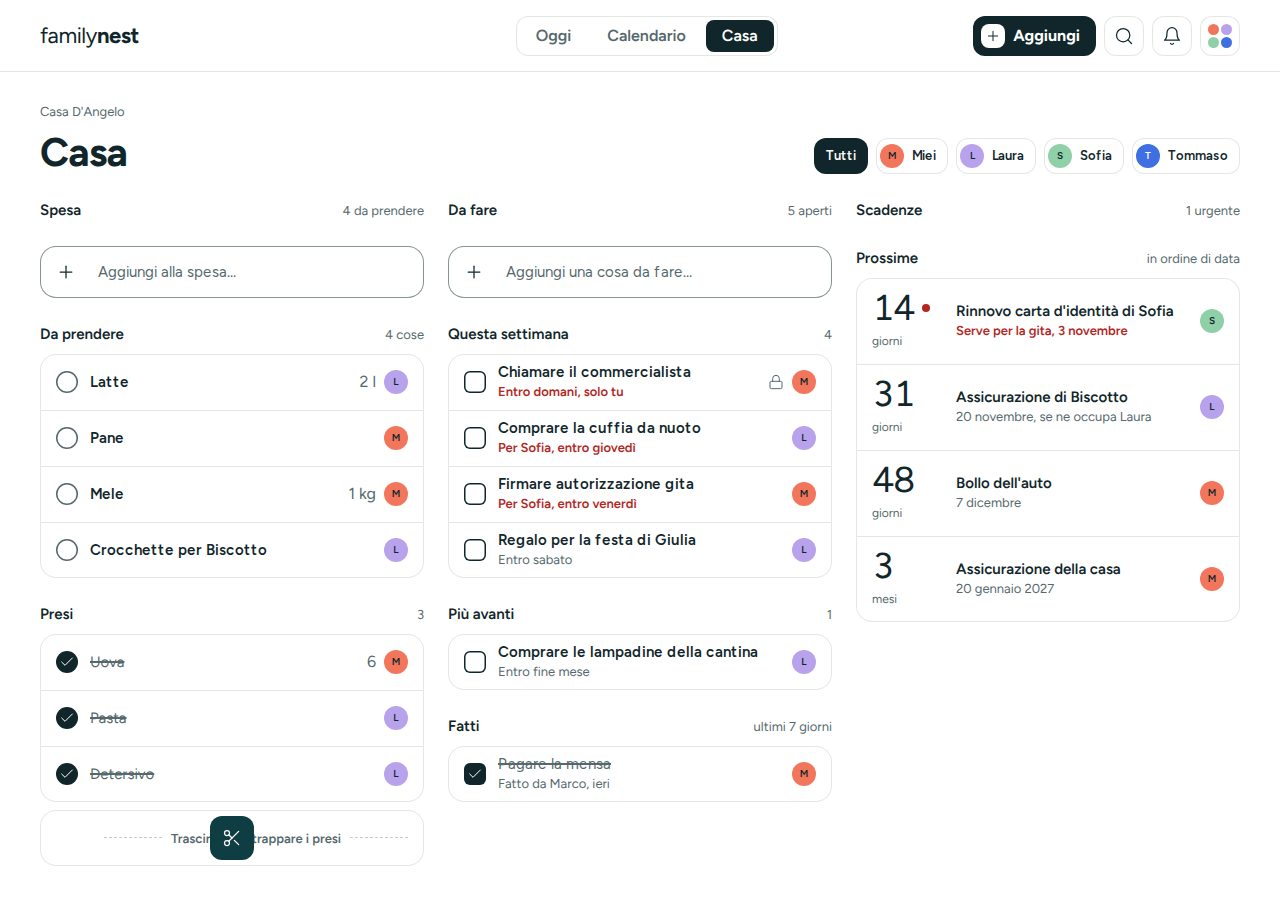 familynest
Oggi
Calendario
Casa
Aggiungi
Casa D'Angelo
Casa
Tutti
M Miei
L Laura
S Sofia
T Tommaso
Spesa
4 da prendere
Aggiungi alla spesa...
Da prendere
4 cose
Latte
2 l
L
Pane
M
Mele
1 kg
M
Crocchette per Biscotto
L
Presi
3
Uova
6
M
Pasta
L
Detersivo
L
trappare i presi
Da fare
5 aperti
Aggiungi una cosa da fare...
Questa settimana
4
Chiamare il commercialista
Entro domani, solo tu
M
Comprare la cuffia da nuoto
Per Sofia, entro giovedì
L
Firmare autorizzazione gita
Per Sofia, entro venerdì
M
Regalo per la festa di Giulia
Entro sabato
L
Più avanti
1
Comprare le lampadine della cantina
Entro fine mese
L
Fatti
ultimi 7 giorni
Pagare la mensa
Fatto da Marco, ieri
M
Scadenze
1 urgente
Prossime
in ordine di data
14
giorni
Rinnovo carta d'identità di Sofia
Serve per la gita, 3 novembre
S
31
giorni
Assicurazione di Biscotto
20 novembre, se ne occupa Laura
L
48
giorni
Bollo dell'auto
7 dicembre
M
3
mesi
Assicurazione della casa
20 gennaio 2027
M